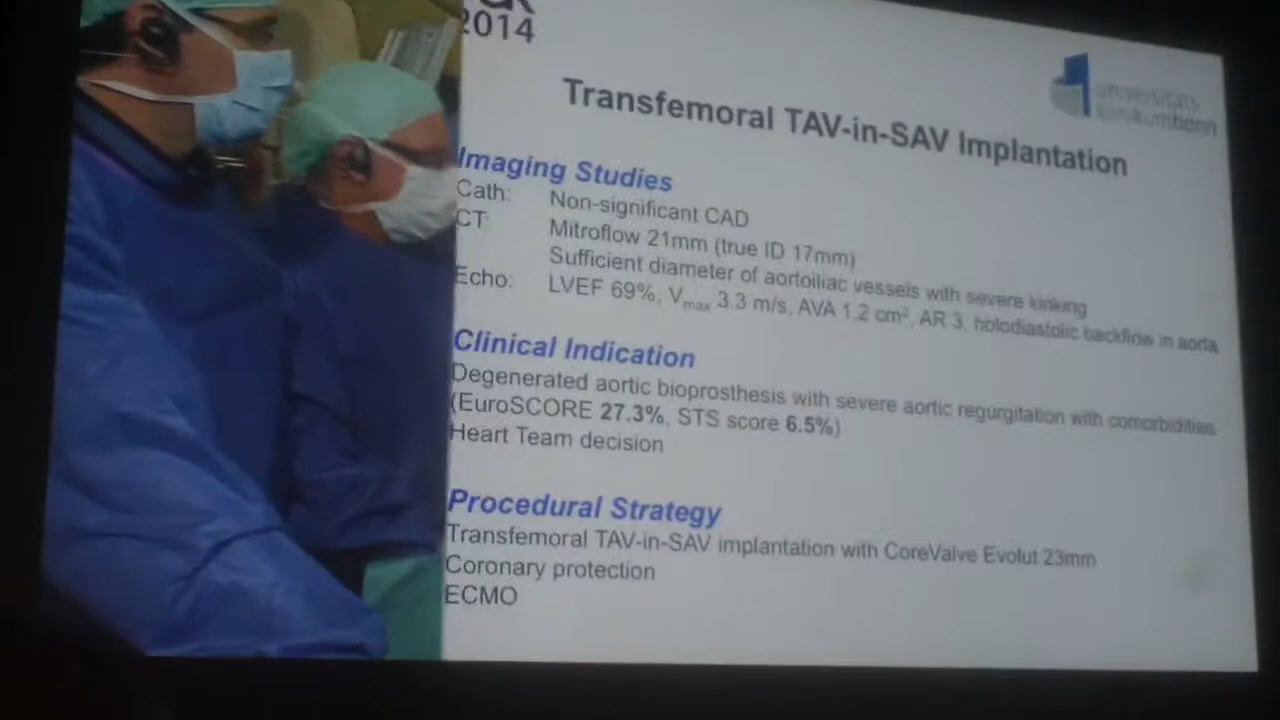 2014
universitäts
klinikumbonn
Transfemoral TAV-in-SAV Implantation
Imaging Studies
Cath: Non-significant CAD
CT: Mitroflow 21mm (true ID 17mm)
Sufficient diameter of aortoiliac vessels with severe kinking
Echo: LVEF 69%, Vmax 3.3 m/s, AVA 1.2 cm², AR 3, holodiastolic backflow in aorta
Clinical Indication
Degenerated aortic bioprosthesis with severe aortic regurgitation with comorbidities
(EuroSCORE 27.3%, STS score 6.5%)
Heart Team decision
Procedural Strategy
Transfemoral TAV-in-SAV implantation with CoreValve Evolut 23mm
Coronary protection
ECMO